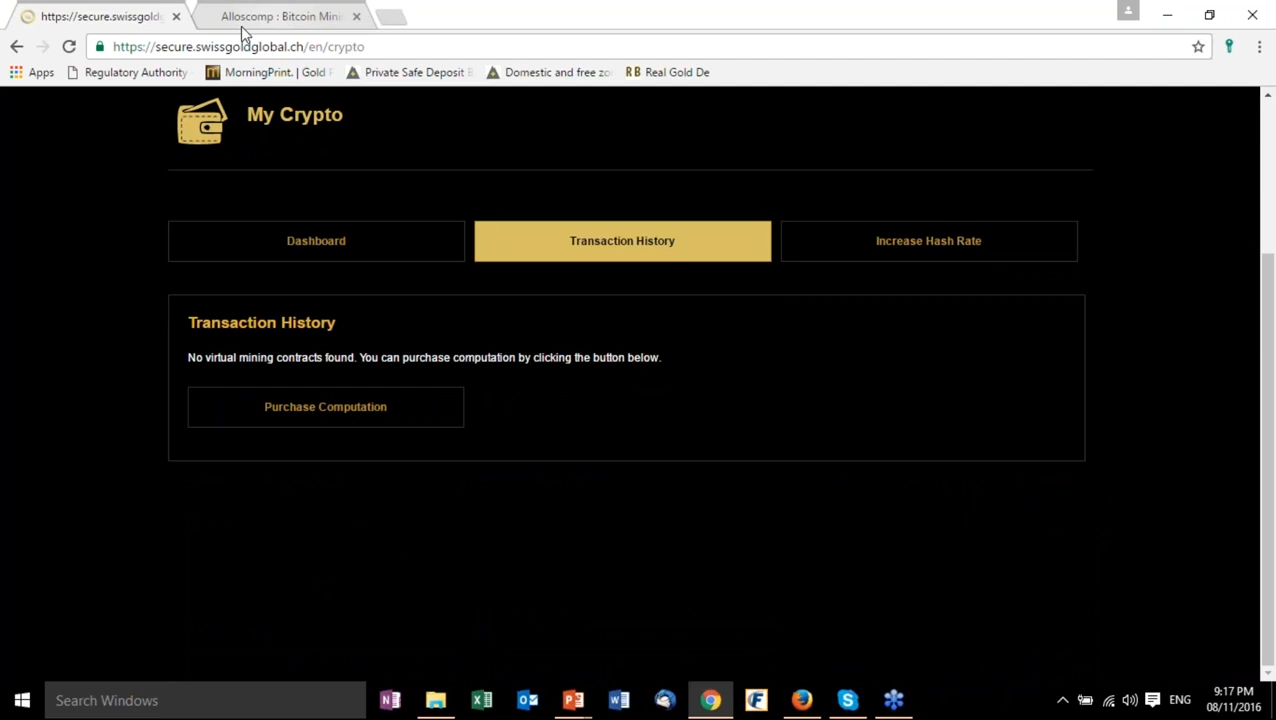 https://secure.swissgold
Alloscomp : Bitcoin Mini
https://secure.swissgoldglobal.ch/en/crypto
Apps
Regulatory Authority
MorningPrint. | Gold
Private Safe Deposit
Domestic and free zo
RB Real Gold De
My Crypto
Dashboard
Transaction History
Increase Hash Rate
Transaction History
No virtual mining contracts found. You can purchase computation by clicking the button below.
Purchase Computation
Search Windows
ENG
9:17 PM
08/11/2016